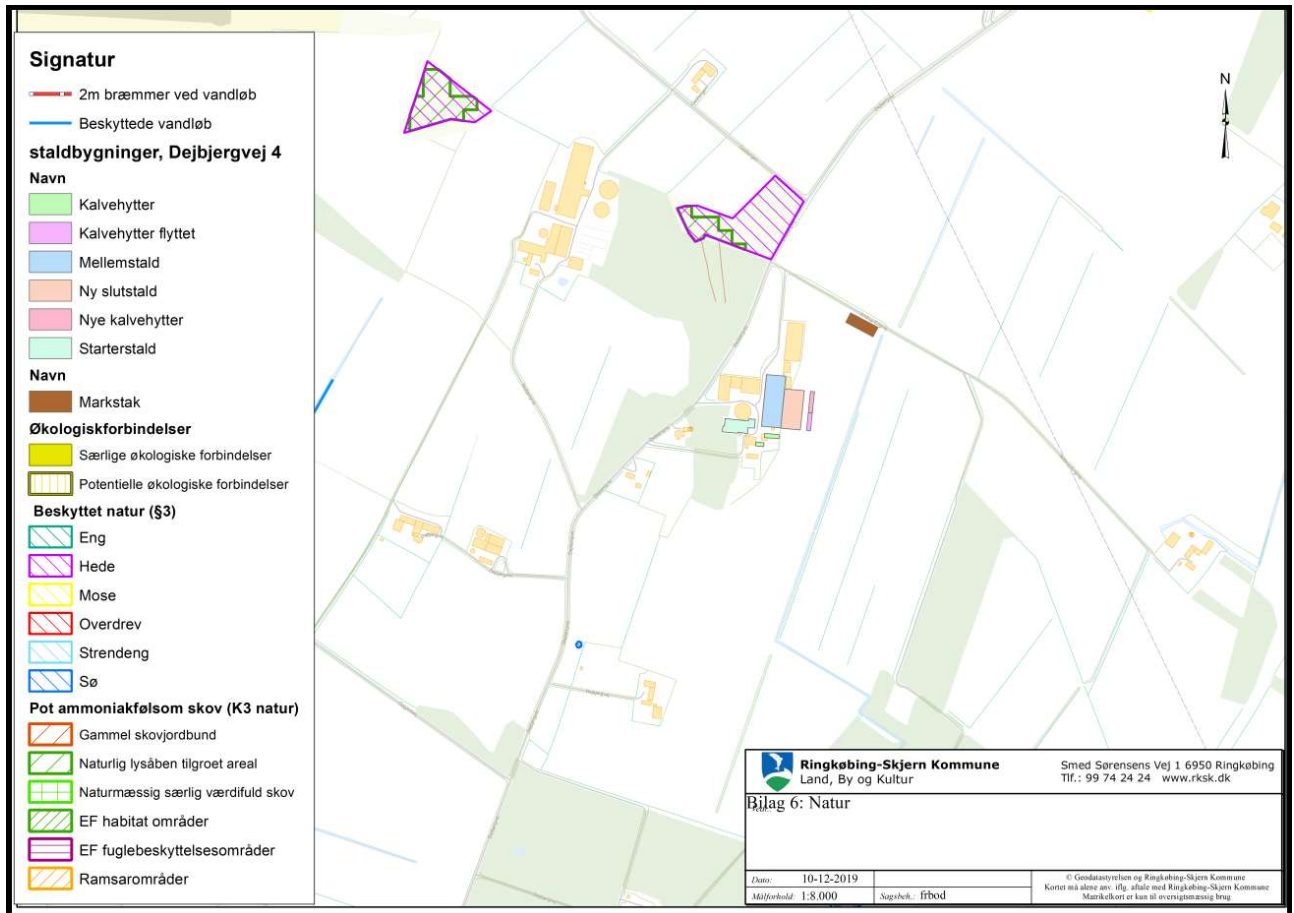 Signatur
2m bræmmer ved vandløb
Beskyttede vandløb
staldbygninger, Dejbjergvej 4
Navn
Kalvehytter
Kalvehytter flyttet
Mellemstald
Ny slutstald
Nye kalvehytter
Starterstald
Navn
Markstak
Økologiskforbindelser
Særlige økologiske forbindelser
Potentielle økologiske forbindelser
Beskyttet natur (§3)
Eng
Hede
Mose
Overdrev
Strendeng
Sø
Pot ammoniakfølsom skov (K3 natur)
Gammel skovjordbund
Naturlig lysåben tilgroet areal
Naturmæssig særlig værdifuld skov
EF habitat områder
EF fuglebeskyttelsesområder
Ramsarområder
N
Ringkøbing-Skjern Kommune
Land, By og Kultur
Smed Sørensens Vej 1 6950 Ringkøbing
Tlf.: 99 74 24 24 www.rksk.dk
Bilag 6: Natur
Dato: 10-12-2019
Målforhold: 1:8.000
Sagsbeh.: frbod
© Geodatastyrelsen og Ringkøbing-Skjern Kommune
Kortet må alene anv. iflg. aftale med Ringkøbing-Skjern Kommune
Matrikelkort er kun til oversigtsmæssig brug